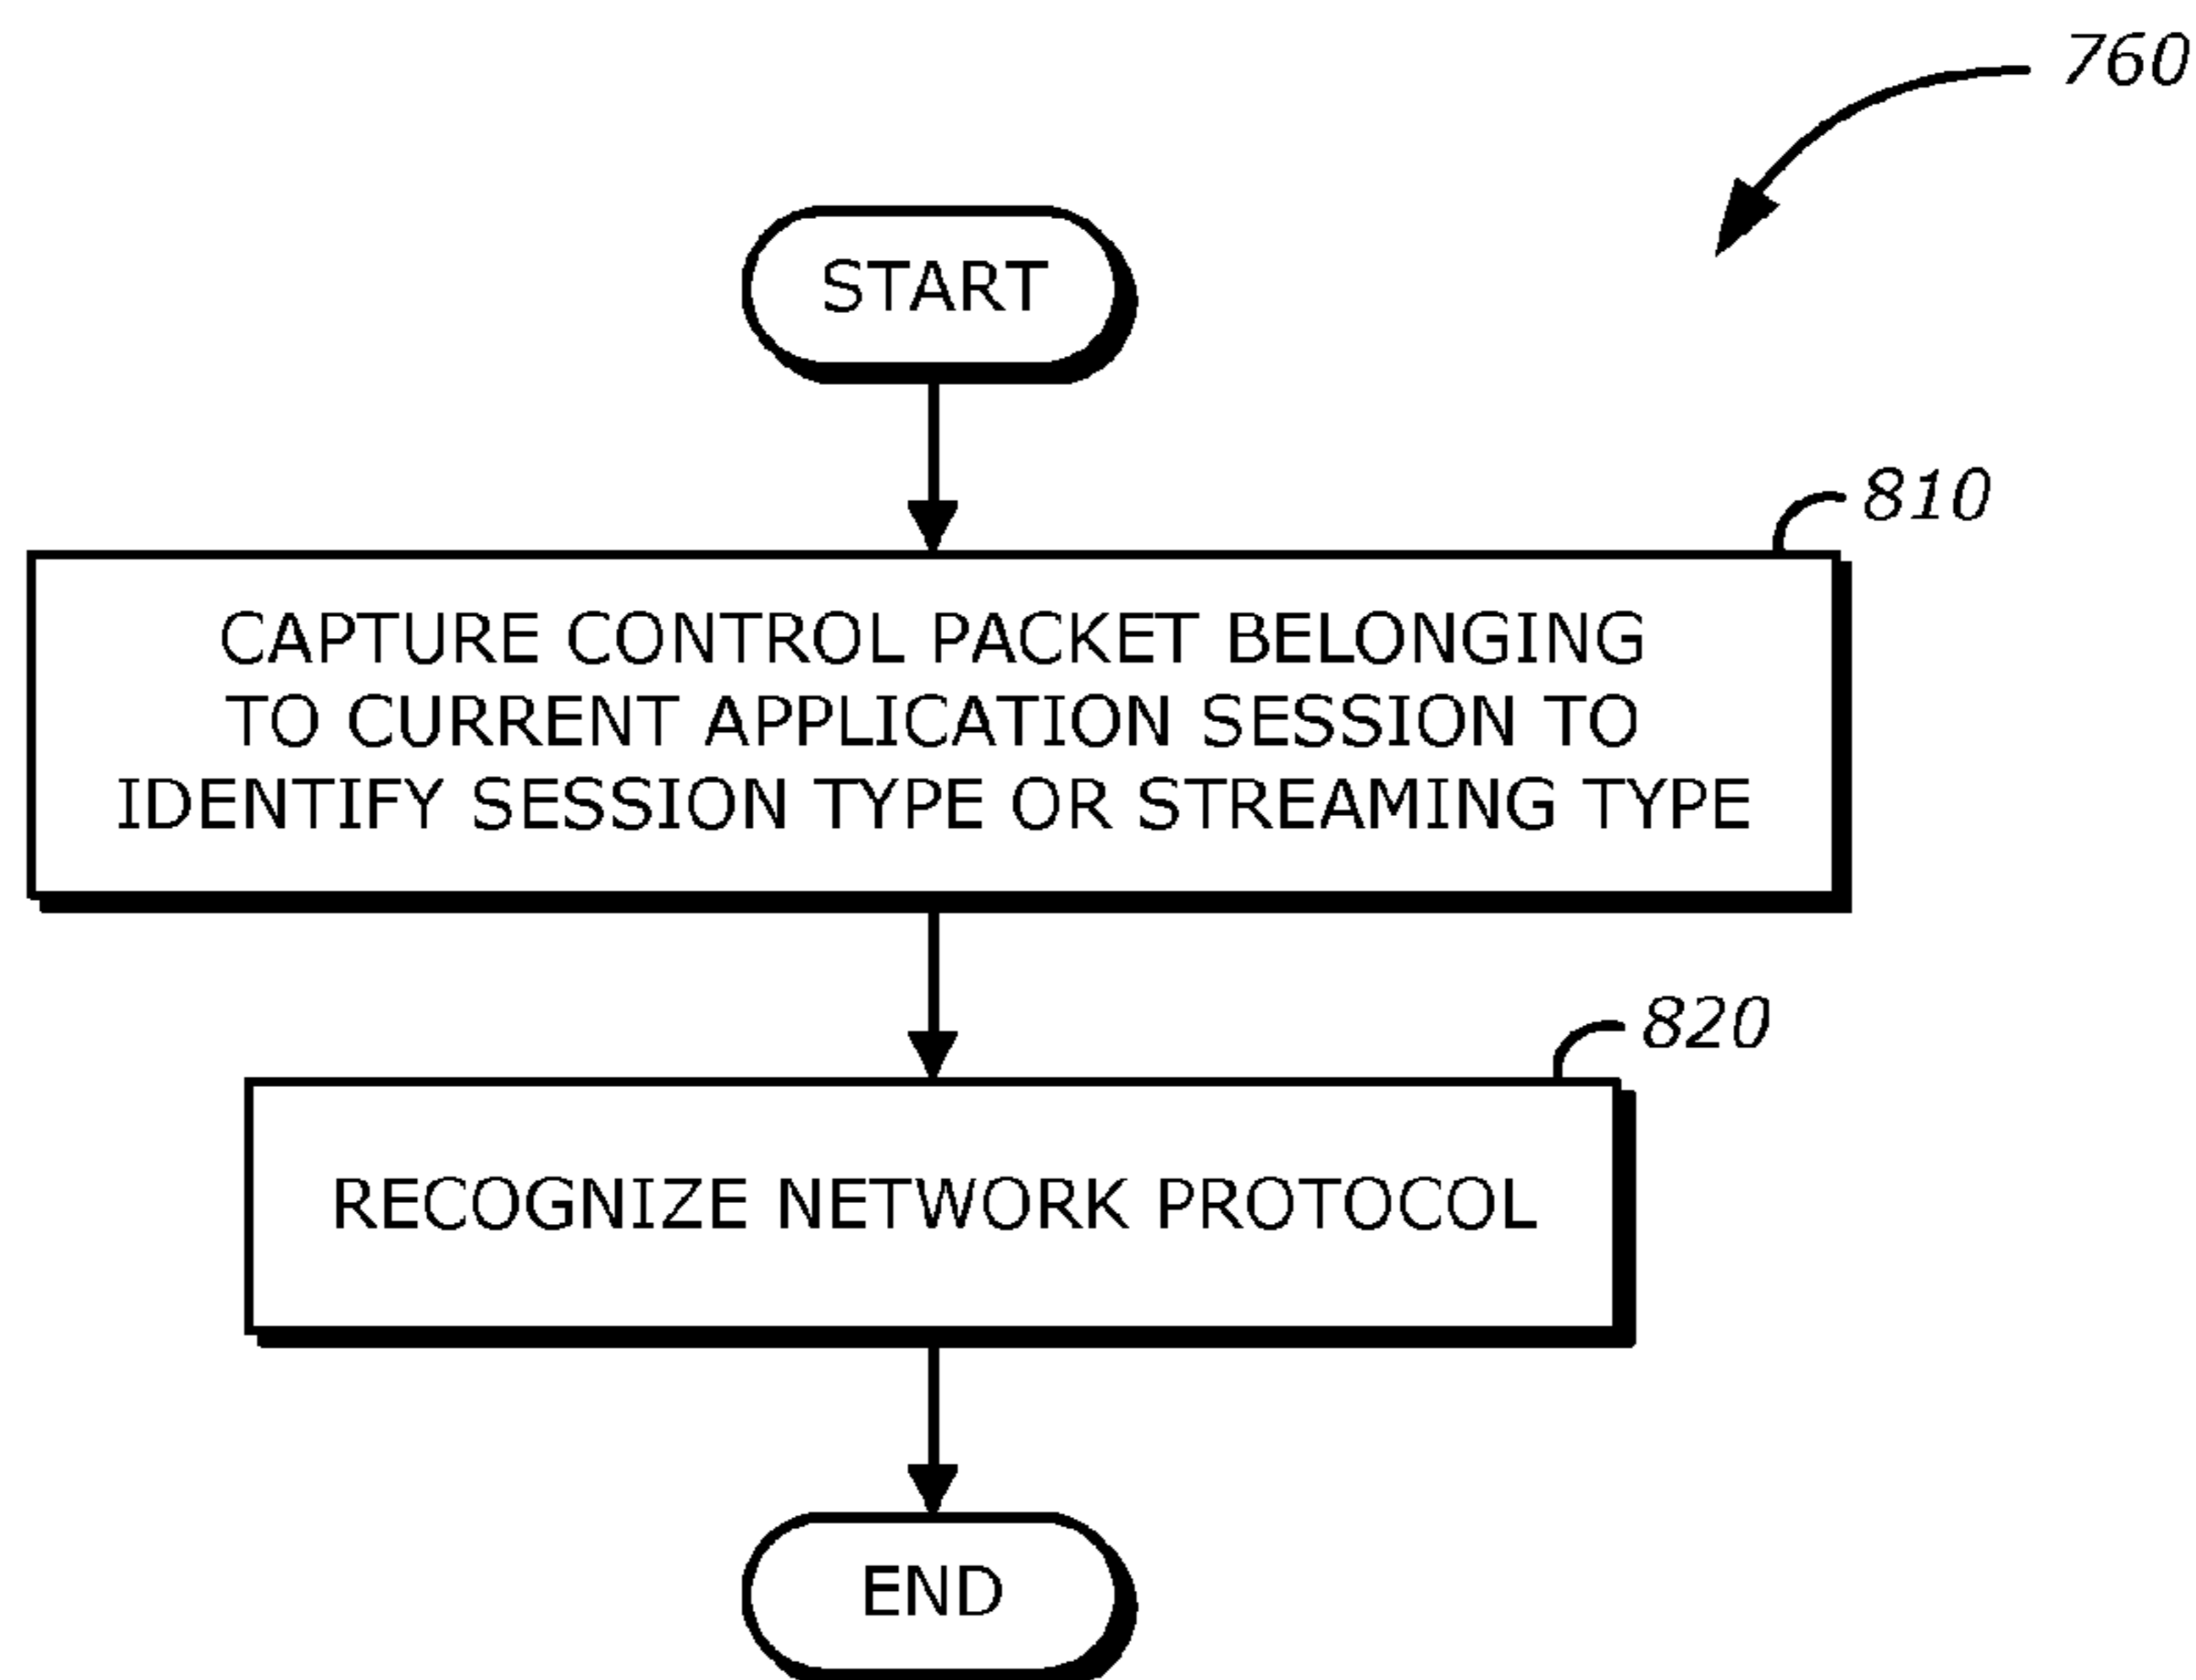 760
START
810
CAPTURE CONTROL PACKET BELONGING
TO CURRENT APPLICATION SESSION TO
IDENTIFY SESSION TYPE OR STREAMING TYPE
820
RECOGNIZE NETWORK PROTOCOL
END